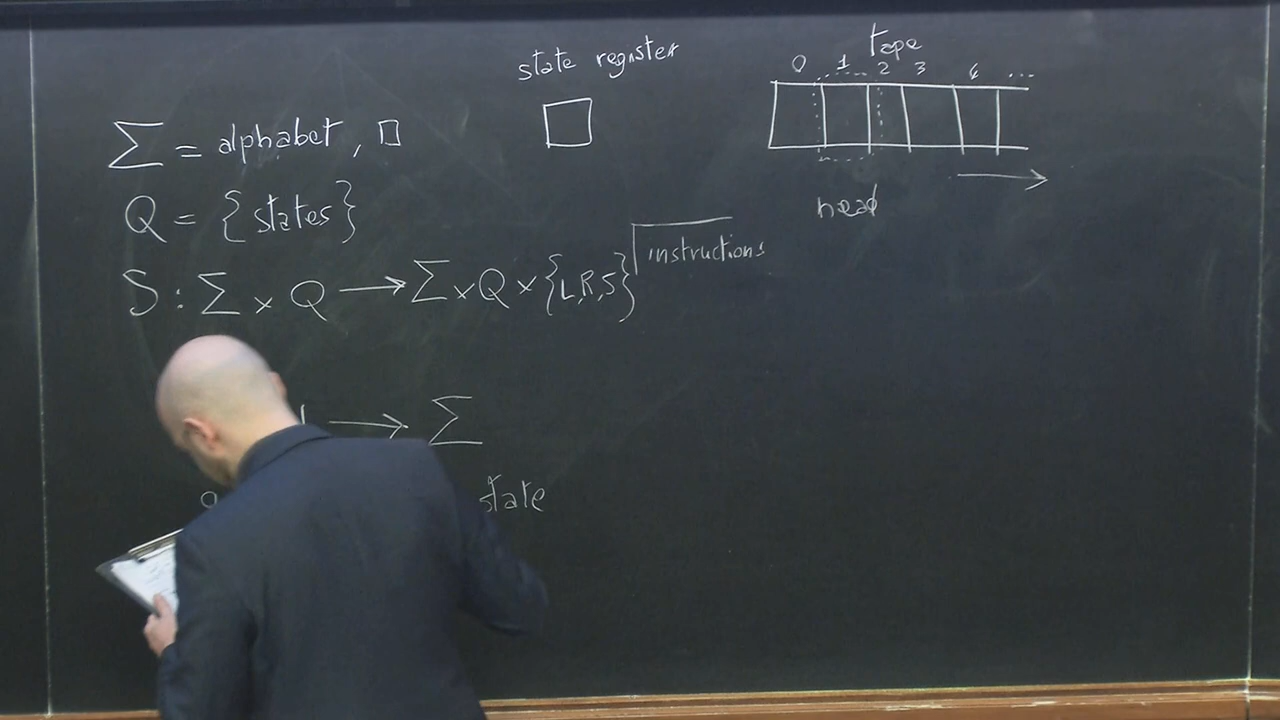 state register
tape
0 1 2 3 4 ...
Σ = alphabet, □
Q = {states}
head
S : Σ × Q → Σ × Q × {L,R,S}
instructions
→ Σ
state